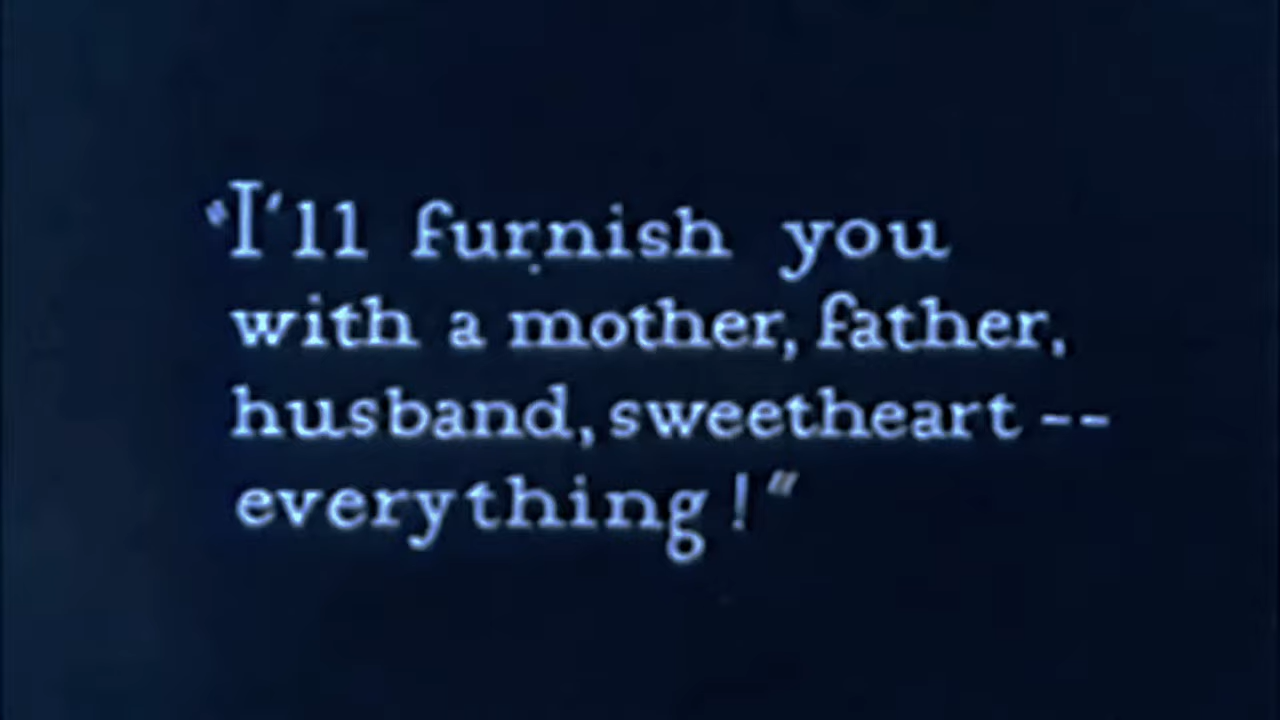 "I'll furnish you
with a mother, father,
husband, sweetheart --
everything!"